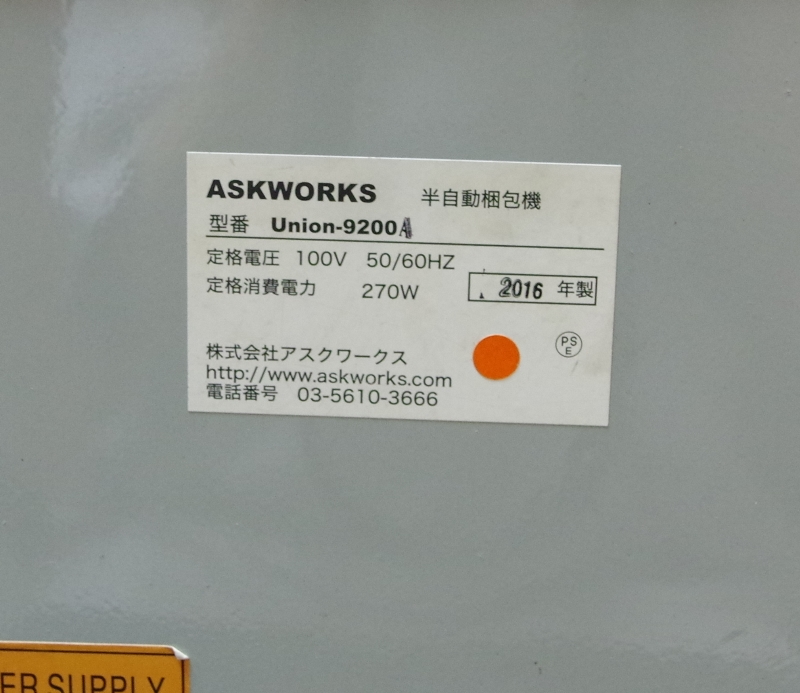 ASKWORKS 半自動梱包機
型番 Union-9200A
定格電圧 100V 50/60HZ
定格消費電力 270W
2016 年製
PS
E
株式会社アスクワークス
http://www.askworks.com
電話番号 03-5610-3666
ER SUPPLY